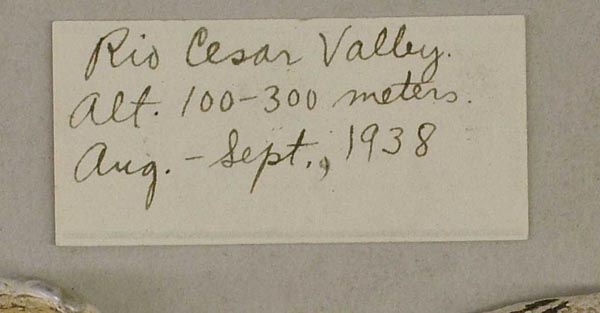 Rio Cesar Valley.
Alt. 100-300 meters.
Aug. - Sept., 1938